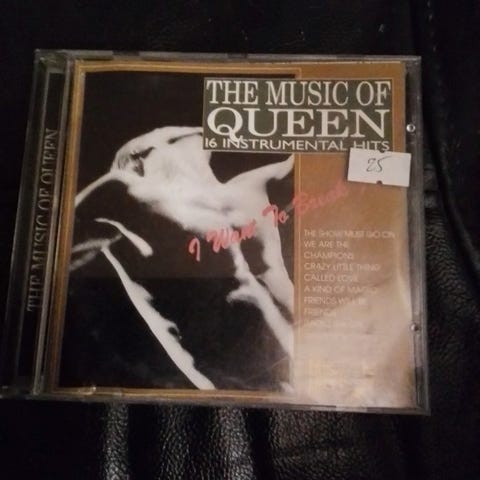 THE MUSIC OF QUEEN
THE MUSIC OF
QUEEN
16 INSTRUMENTAL HITS
25
I Want To Break
THE SHOW MUST GO ON
WE ARE THE
CHAMPIONS
CRAZY LITTLE THING
CALLED LOVE
A KIND OF MAGIC
FRIENDS WILL BE
FRIENDS